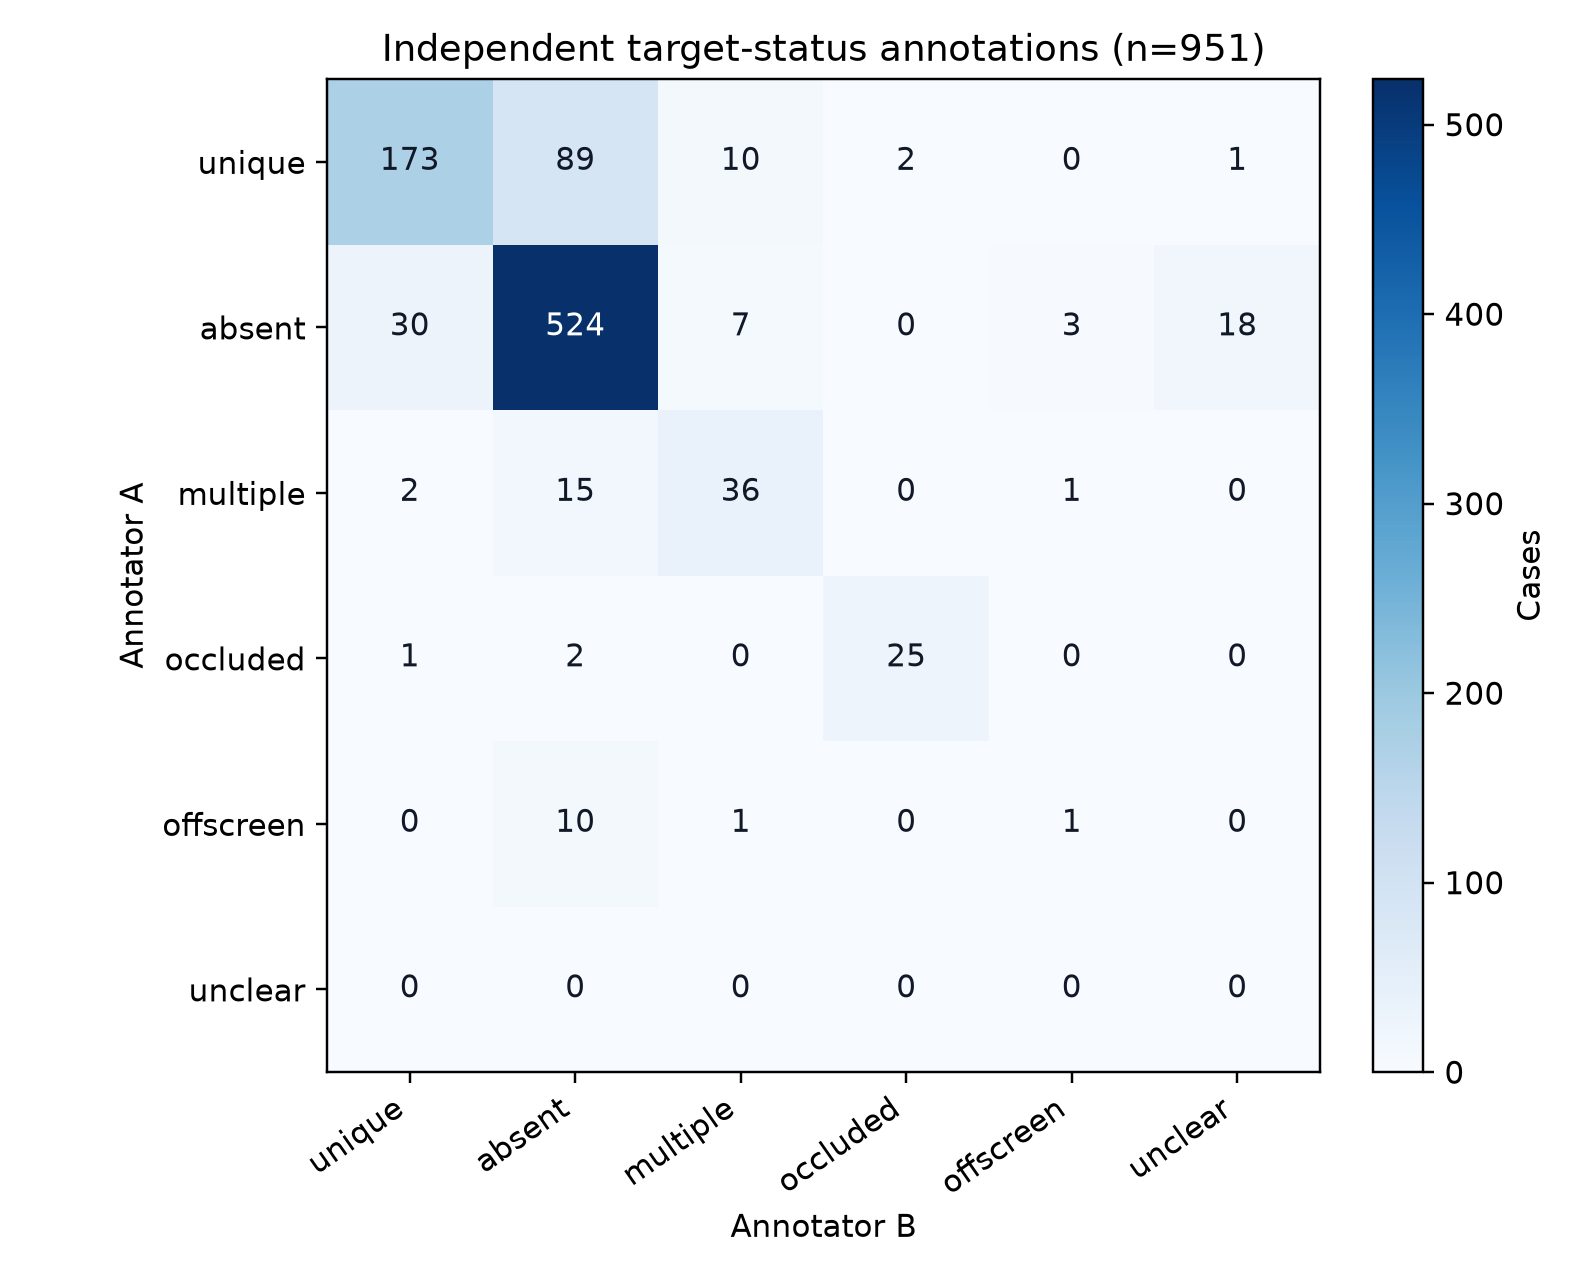 Independent target-status annotations (n=951)
Annotator A
unique 173 89 10 2 0 1
absent 30 524 7 0 3 18
multiple 2 15 36 0 1 0
occluded 1 2 0 25 0 0
offscreen 0 10 1 0 1 0
unclear 0 0 0 0 0 0
unique absent multiple occluded offscreen unclear
Annotator B
500
400
300
200
100
0
Cases